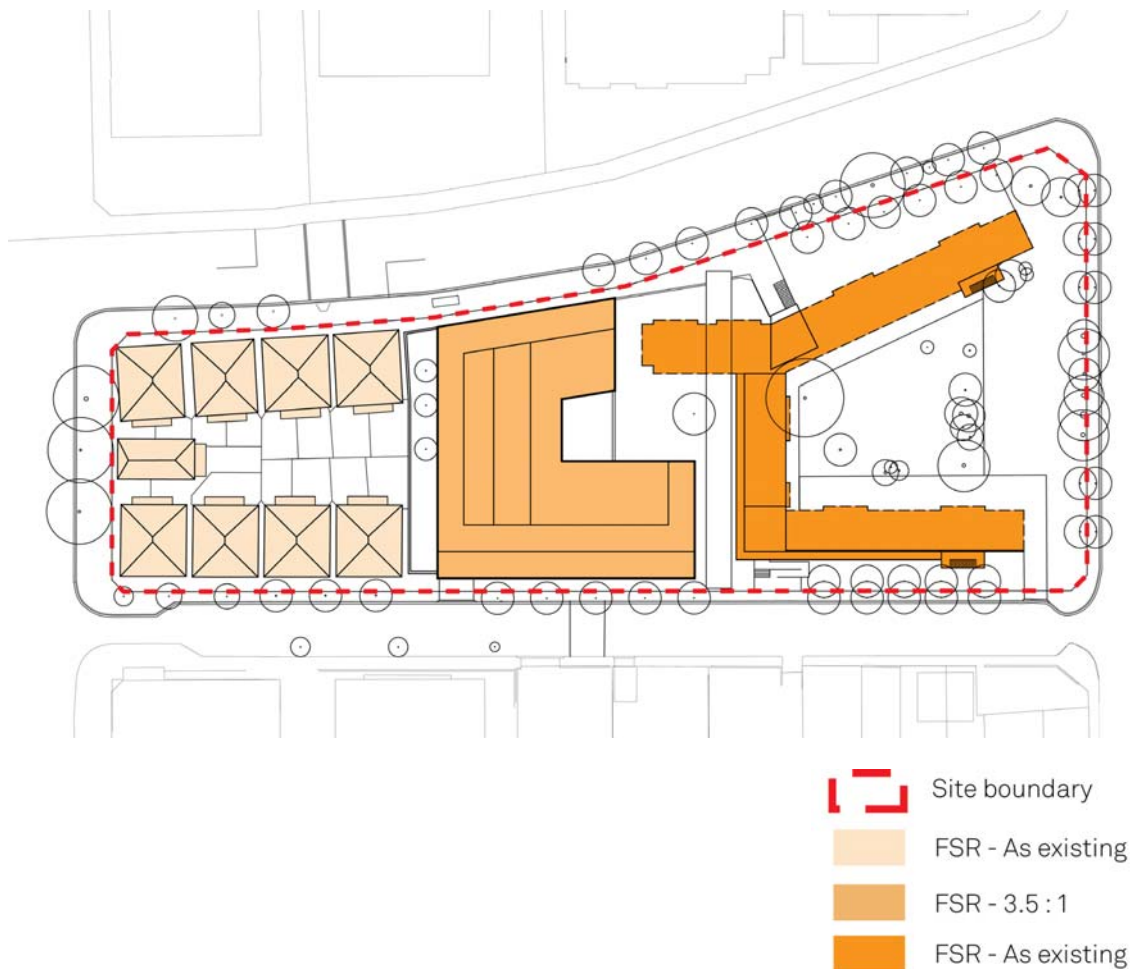 Site boundary
FSR - As existing
FSR - 3.5 : 1
FSR - As existing